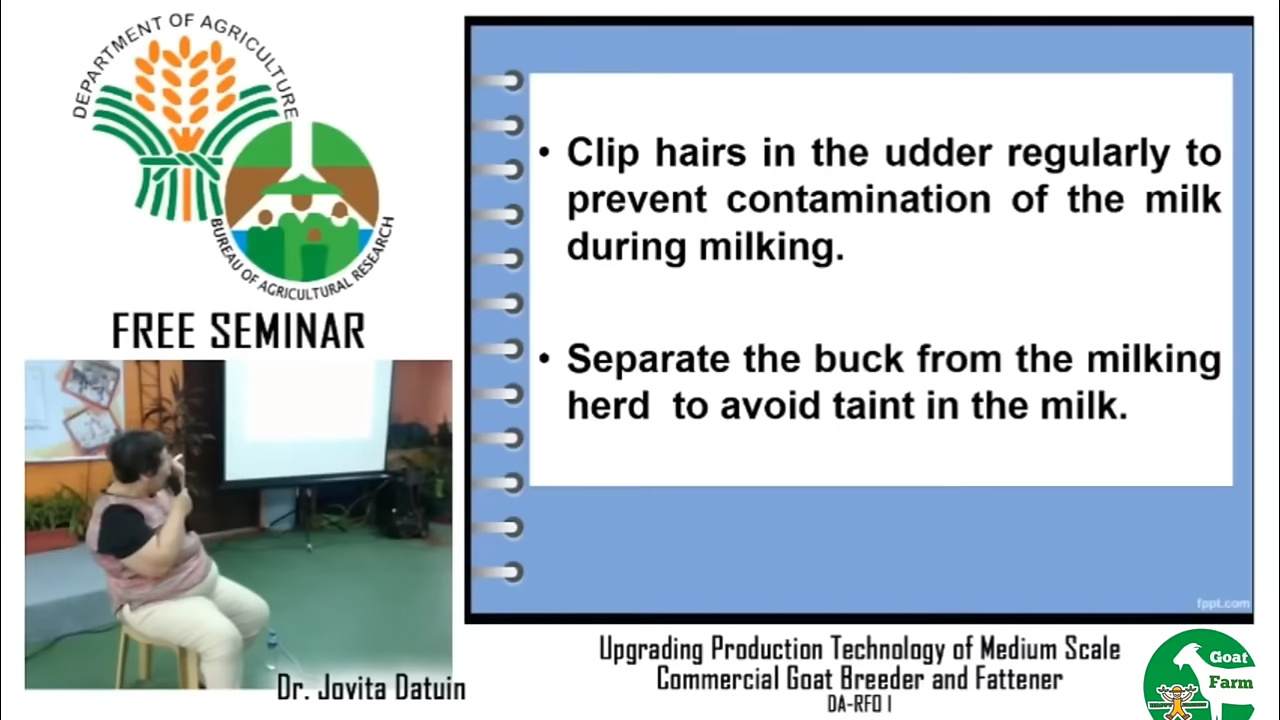 DEPARTMENT OF AGRICULTURE
BUREAU OF AGRICULTURAL RESEARCH
FREE SEMINAR
Dr. Jovita Datuin
• Clip hairs in the udder regularly to
prevent contamination of the milk
during milking.
• Separate the buck from the milking
herd to avoid taint in the milk.
fppt.com
Upgrading Production Technology of Medium Scale
Commercial Goat Breeder and Fattener
DA-RFO I
Goat
Farm